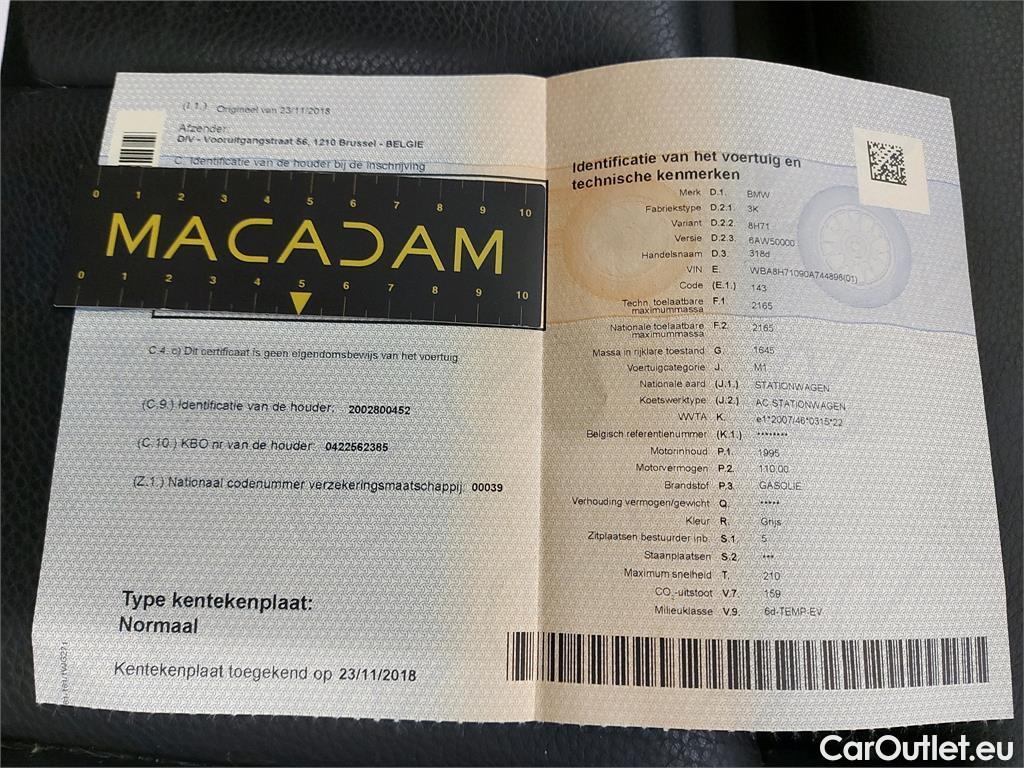 (I.1.) Origineel van 23/11/2018
Afzender:
DIV - Vooruitgangstraat 56, 1210 Brussel - BELGIE
C. Identificatie van de houder bij de inschrijving
0 1 2 3 4 5 6 7 8 9 10
MACADAM
0 1 2 3 4 5 6 7 8 9 10
C.4. c) Dit certificaat is geen eigendomsbewijs van het voertuig
(C.9.) Identificatie van de houder: 2002800452
(C.10.) KBO nr van de houder: 0422562385
(Z.1.) Nationaal codenummer verzekeringsmaatschappij: 00039
Type kentekenplaat:
Normaal
Kentekenplaat toegekend op 23/11/2018
Identificatie van het voertuig en
technische kenmerken
Merk D.1. BMW
Fabriekstype D.2.1. 3K
Variant D.2.2. 8H71
Versie D.2.3. 6AW50000
Handelsnaam D.3. 318d
VIN E. WBA8H71090A744898(01)
Code (E.1.) 143
Techn. toelaatbare F.1. 2165
maximummassa
Nationale toelaatbare F.2. 2165
maximummassa
Massa in rijklare toestand G. 1645
Voertuigcategorie J. M1
Nationale aard (J.1.) STATIONWAGEN
Koetswerktype (J.2.) AC STATIONWAGEN
VVTA K. e1*2007/46*0315*22
Belgisch referentienummer (K.1.) ********
Motorinhoud P.1. 1995
Motorvermogen P.2. 110.00
Brandstof P.3. GASOLIE
Verhouding vermogen/gewicht Q. *****
Kleur R. Grijs
Zitplaatsen bestuurder inb. S.1. 5
Staanplaatsen S.2. ***
Maximum snelheid T. 210
CO₂-uitstoot V.7. 159
Milieuklasse V.9. 6d-TEMP-EV
CarOutlet.eu